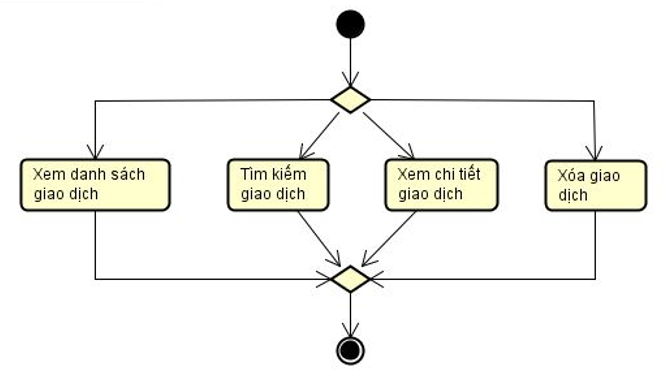 Xem danh sách
giao dịch
Tìm kiếm
giao dịch
Xem chi tiết
giao dịch
Xóa giao
dịch